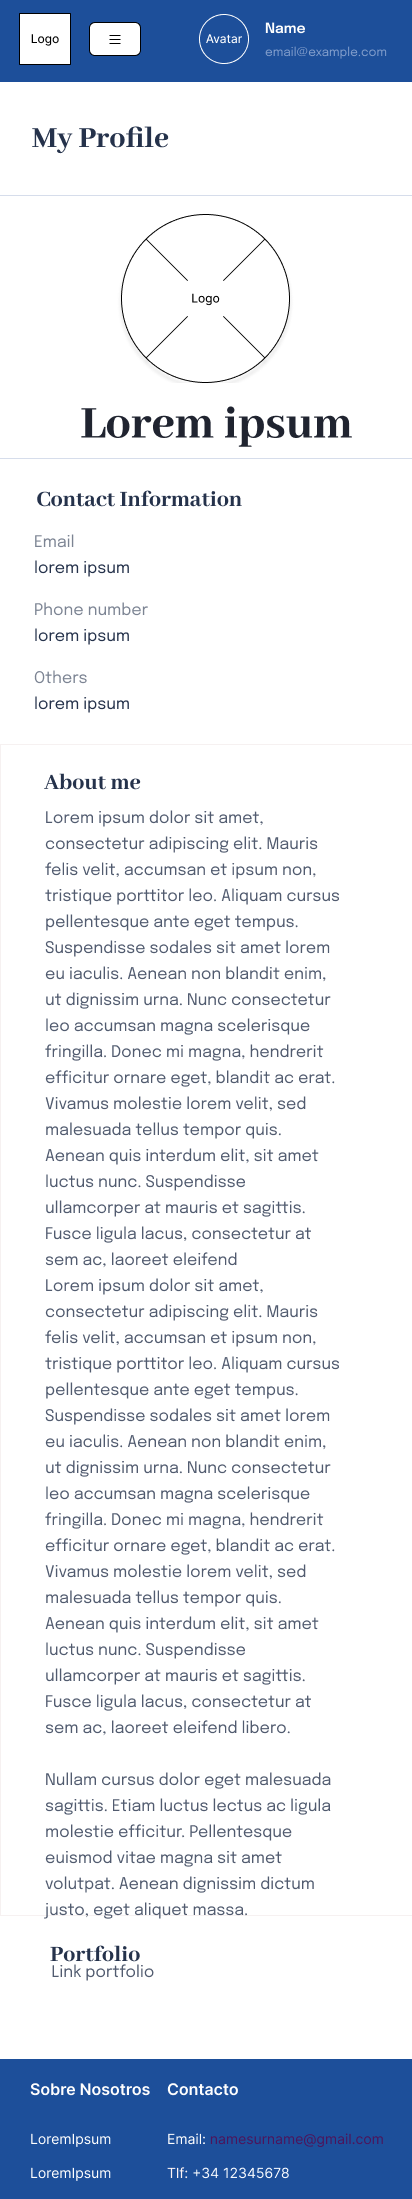 Logo
Avatar
Name
email@example.com
My Profile
Logo
Lorem ipsum
Contact Information
Email
lorem ipsum
Phone number
lorem ipsum
Others
lorem ipsum
About me
Lorem ipsum dolor sit amet,
consectetur adipiscing elit. Mauris
felis velit, accumsan et ipsum non,
tristique porttitor leo. Aliquam cursus
pellentesque ante eget tempus.
Suspendisse sodales sit amet lorem
eu iaculis. Aenean non blandit enim,
ut dignissim urna. Nunc consectetur
leo accumsan magna scelerisque
fringilla. Donec mi magna, hendrerit
efficitur ornare eget, blandit ac erat.
Vivamus molestie lorem velit, sed
malesuada tellus tempor quis.
Aenean quis interdum elit, sit amet
luctus nunc. Suspendisse
ullamcorper at mauris et sagittis.
Fusce ligula lacus, consectetur at
sem ac, laoreet eleifend
Lorem ipsum dolor sit amet,
consectetur adipiscing elit. Mauris
felis velit, accumsan et ipsum non,
tristique porttitor leo. Aliquam cursus
pellentesque ante eget tempus.
Suspendisse sodales sit amet lorem
eu iaculis. Aenean non blandit enim,
ut dignissim urna. Nunc consectetur
leo accumsan magna scelerisque
fringilla. Donec mi magna, hendrerit
efficitur ornare eget, blandit ac erat.
Vivamus molestie lorem velit, sed
malesuada tellus tempor quis.
Aenean quis interdum elit, sit amet
luctus nunc. Suspendisse
ullamcorper at mauris et sagittis.
Fusce ligula lacus, consectetur at
sem ac, laoreet eleifend libero.
Nullam cursus dolor eget malesuada
sagittis. Etiam luctus lectus ac ligula
molestie efficitur. Pellentesque
euismod vitae magna sit amet
volutpat. Aenean dignissim dictum
justo, eget aliquet massa.
Portfolio
Link portfolio
Sobre Nosotros
LoremIpsum
LoremIpsum
Contacto
Email: namesurname@gmail.com
Tlf: +34 12345678